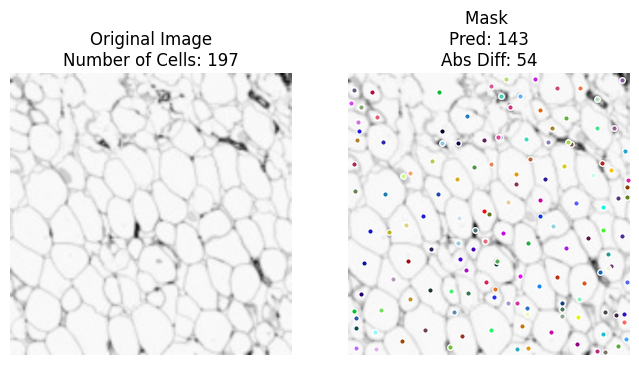 Original Image
Number of Cells: 197
Mask
Pred: 143
Abs Diff: 54